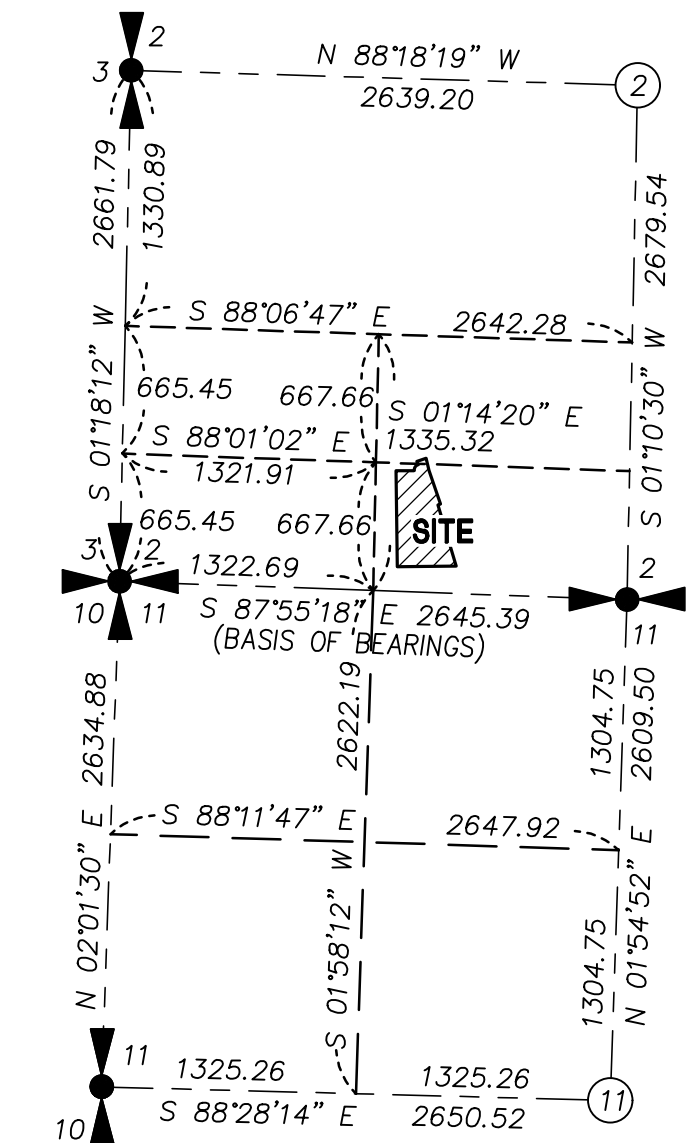 2
3
N 88°18'19" W
2639.20
2
2661.79
1330.89
2679.54
S 01°18'12" W
S 88°06'47" E
2642.28
S 01°10'30" W
665.45
667.66
S 01°14'20" E
S 88°01'02" E
1335.32
1321.91
665.45
667.66
SITE
3
2
1322.69
2
10
11
S 87°55'18" E
2645.39
(BASIS OF BEARINGS)
11
2634.88
2622.19
1304.75
2609.50
S 88°11'47" E
2647.92
N 02°01'30" E
S 01°58'12" W
1304.75
N 01°54'52" E
11
1325.26
1325.26
11
S 88°28'14" E
2650.52
10